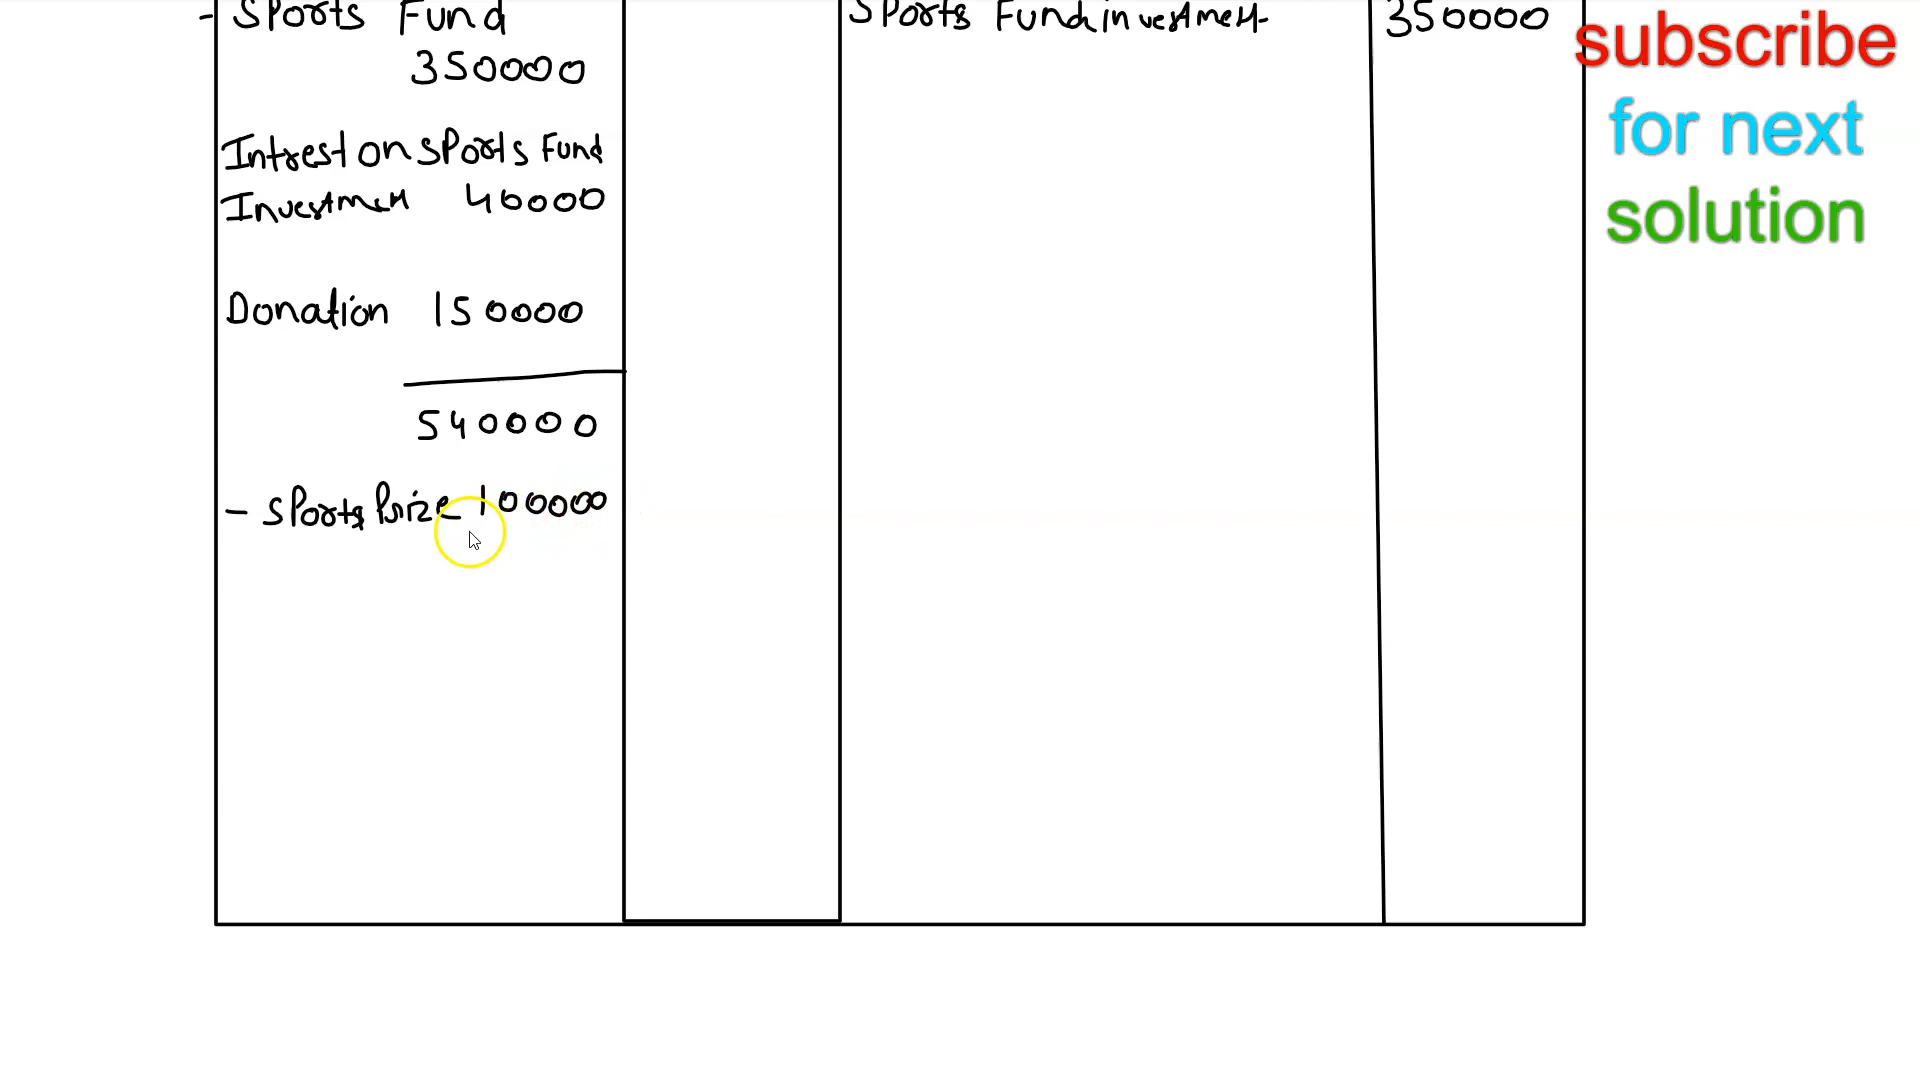 - Sports Fund
350000
Sports Fund investment
350000
Intrest on sports Fund
Investment 40000
Donation 150000
540000
- Sports Prize 100000
subscribe
for next
solution